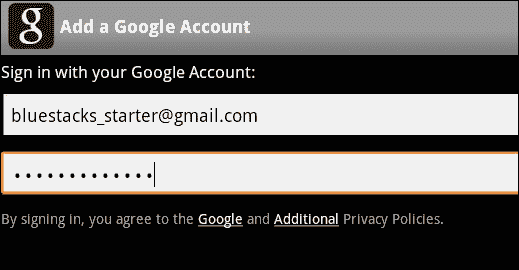 g Add a Google Account
Sign in with your Google Account:
bluestacks_starter@gmail.com
•••••••••••••
By signing in, you agree to the Google and Additional Privacy Policies.